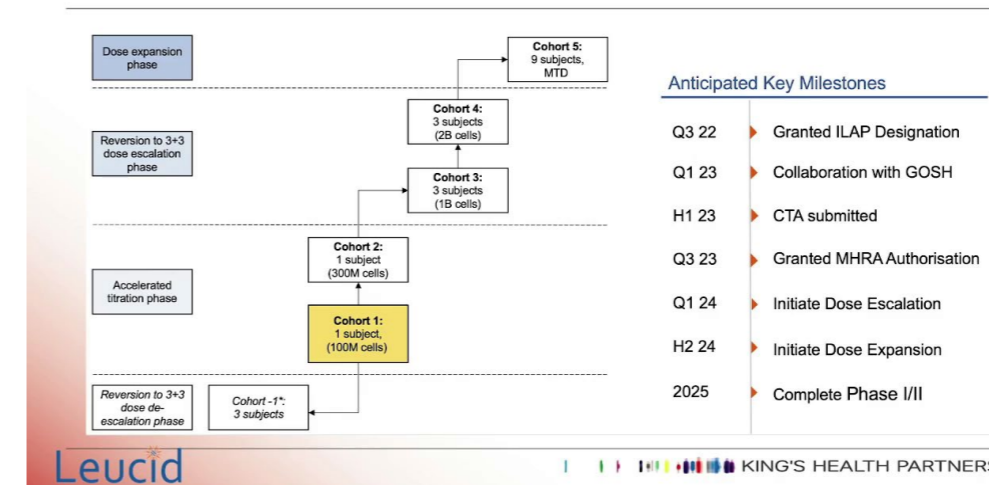 Dose expansion
phase
Cohort 5:
9 subjects,
MTD
Reversion to 3+3
dose escalation
phase
Cohort 4:
3 subjects
(2B cells)
Cohort 3:
3 subjects
(1B cells)
Accelerated
titration phase
Cohort 2:
1 subject
(300M cells)
Cohort 1:
1 subject,
(100M cells)
Reversion to 3+3
dose de-
escalation phase
Cohort -1*:
3 subjects
Anticipated Key Milestones
Q3 22 Granted ILAP Designation
Q1 23 Collaboration with GOSH
H1 23 CTA submitted
Q3 23 Granted MHRA Authorisation
Q1 24 Initiate Dose Escalation
H2 24 Initiate Dose Expansion
2025 Complete Phase I/II
Leucid
KING'S HEALTH PARTNERS